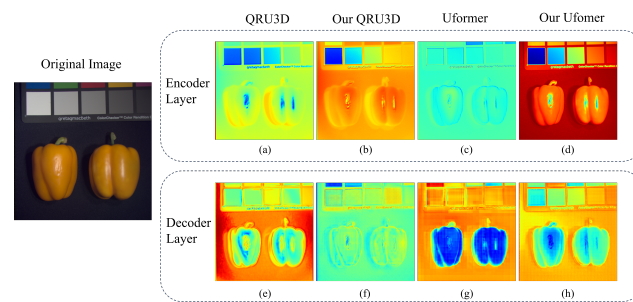 QRU3D Our QRU3D Uformer Our Ufomer
Original Image
Encoder
Layer
(a) (b) (c) (d)
Decoder
Layer
(e) (f) (g) (h)